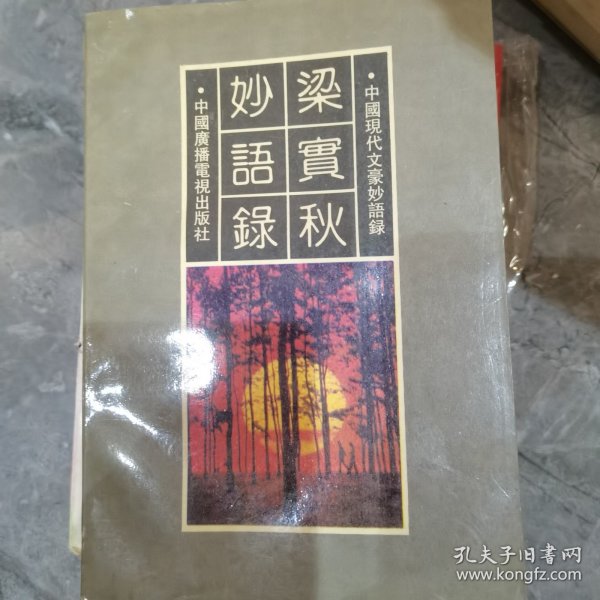 ·中國現代文豪妙語録
梁實秋
妙語錄
·中國廣播電視出版社
孔夫子旧书网
www.kongfz.com